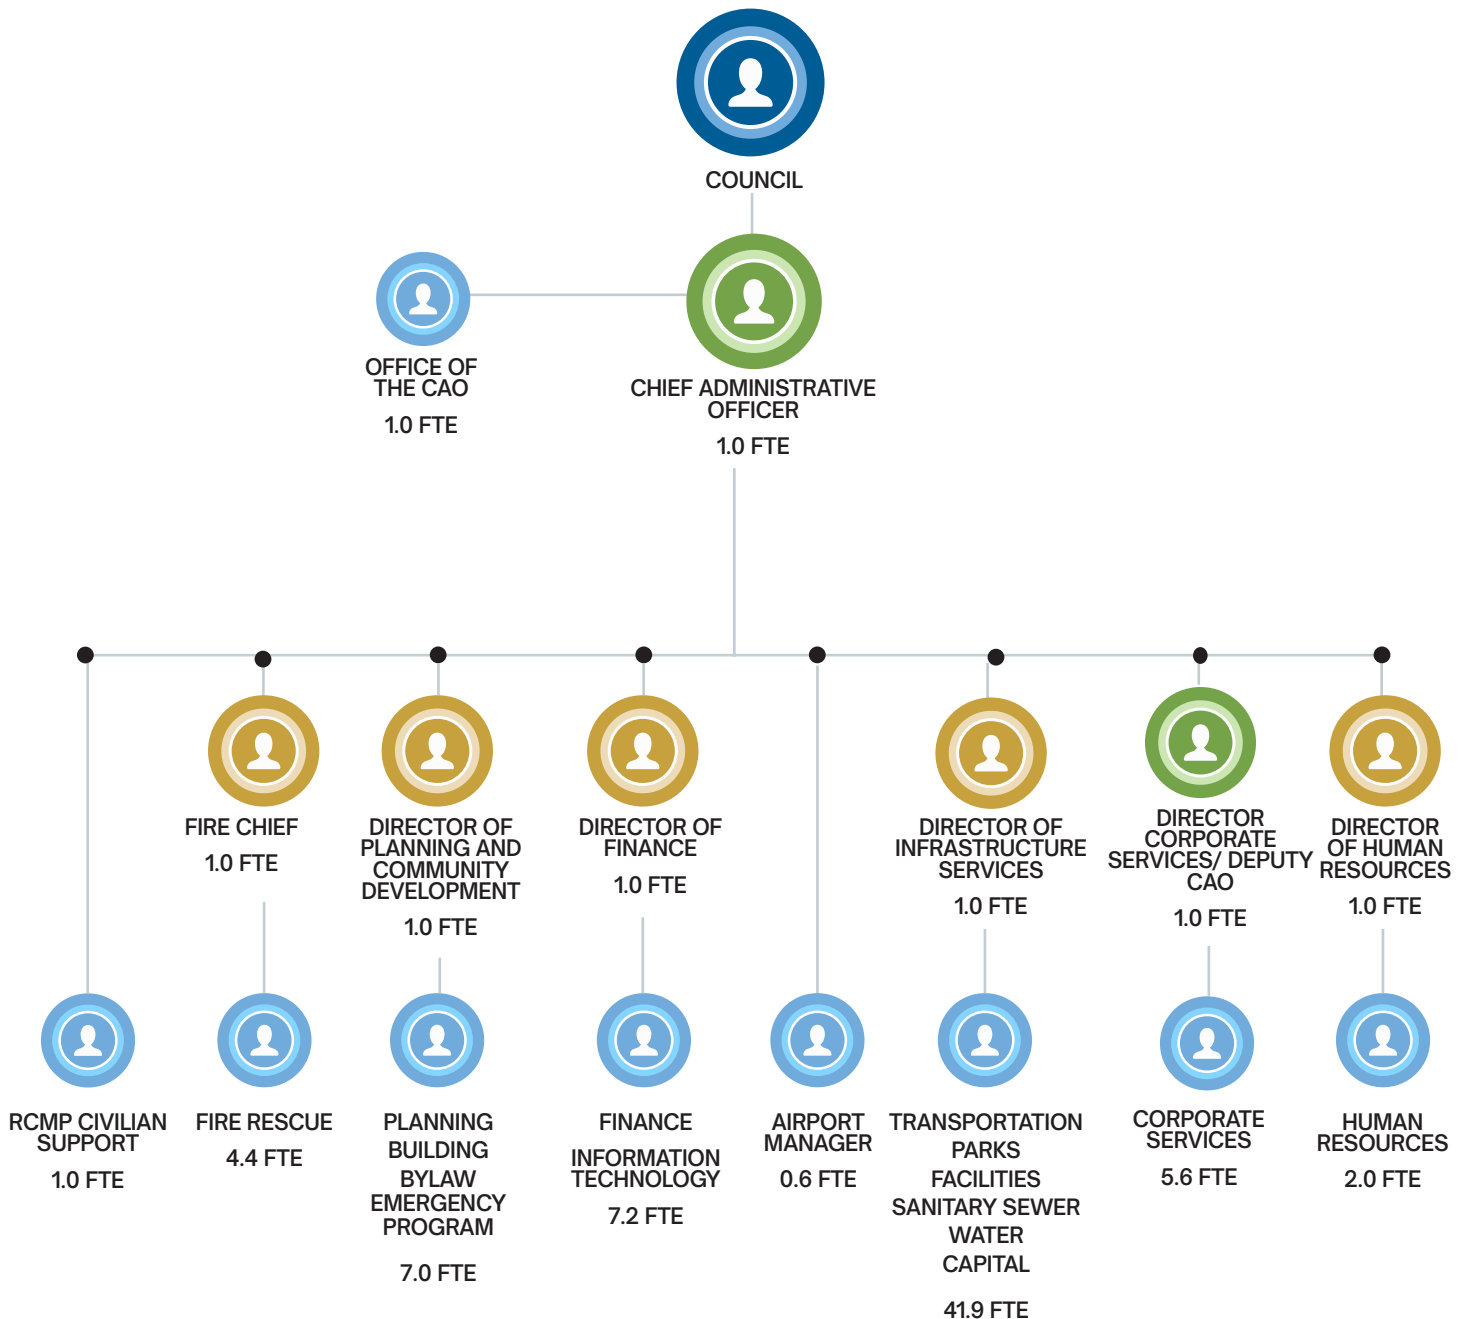 COUNCIL
OFFICE OF
THE CAO
1.0 FTE
CHIEF ADMINISTRATIVE
OFFICER
1.0 FTE
FIRE CHIEF
1.0 FTE
DIRECTOR OF
PLANNING AND
COMMUNITY
DEVELOPMENT
1.0 FTE
DIRECTOR OF
FINANCE
1.0 FTE
DIRECTOR OF
INFRASTRUCTURE
SERVICES
1.0 FTE
DIRECTOR
CORPORATE
SERVICES/ DEPUTY
CAO
1.0 FTE
DIRECTOR
OF HUMAN
RESOURCES
1.0 FTE
RCMP CIVILIAN
SUPPORT
1.0 FTE
FIRE RESCUE
4.4 FTE
PLANNING
BUILDING
BYLAW
EMERGENCY
PROGRAM
7.0 FTE
FINANCE
INFORMATION
TECHNOLOGY
7.2 FTE
AIRPORT
MANAGER
0.6 FTE
TRANSPORTATION
PARKS
FACILITIES
SANITARY SEWER
WATER
CAPITAL
41.9 FTE
CORPORATE
SERVICES
5.6 FTE
HUMAN
RESOURCES
2.0 FTE